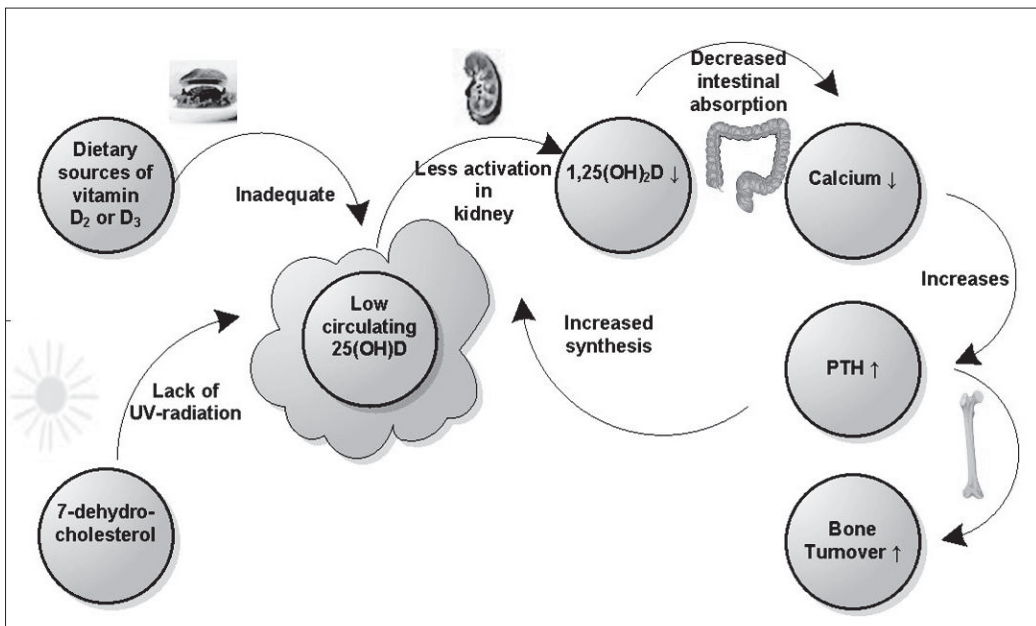 Dietary
sources of
vitamin
D₂ or D₃
Inadequate
Less activation in
kidney
1,25(OH)₂D ↓
Decreased
intestinal
absorption
Calcium ↓
Increases
Low
circulating
25(OH)D
Increased
synthesis
PTH ↑
Lack of
UV-radiation
7-dehydro-
cholesterol
Bone
Turnover ↑